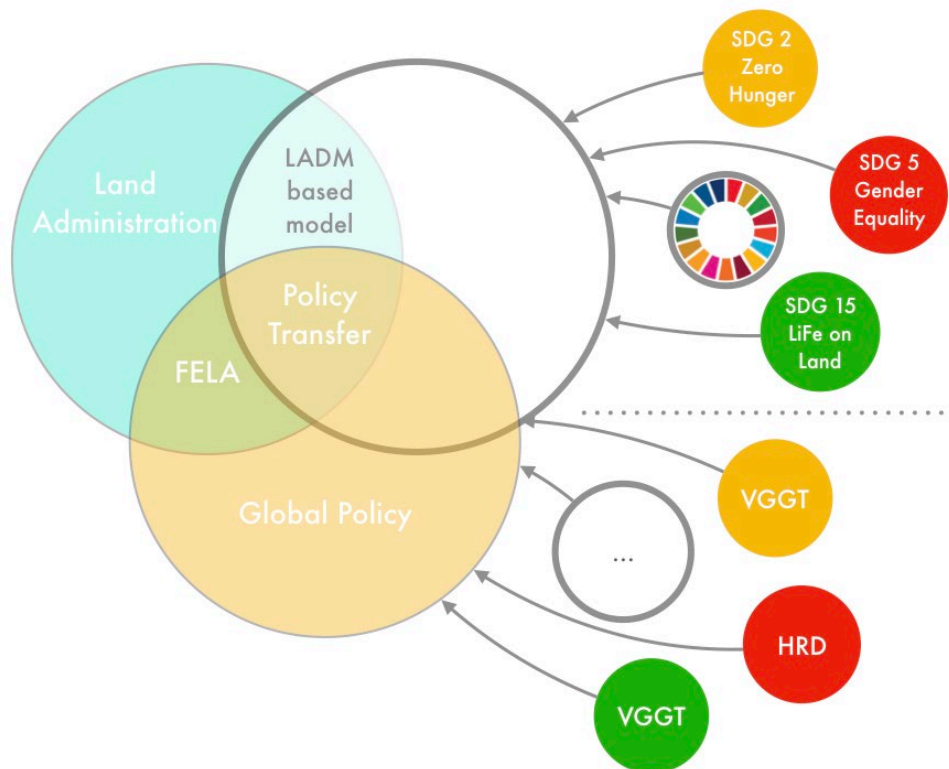 Land
Administration
LADM
based
model
Policy
Transfer
FELA
Global Policy
SDG 2
Zero
Hunger
SDG 5
Gender
Equality
SDG 15
LiFe on
Land
VGGT
...
HRD
VGGT